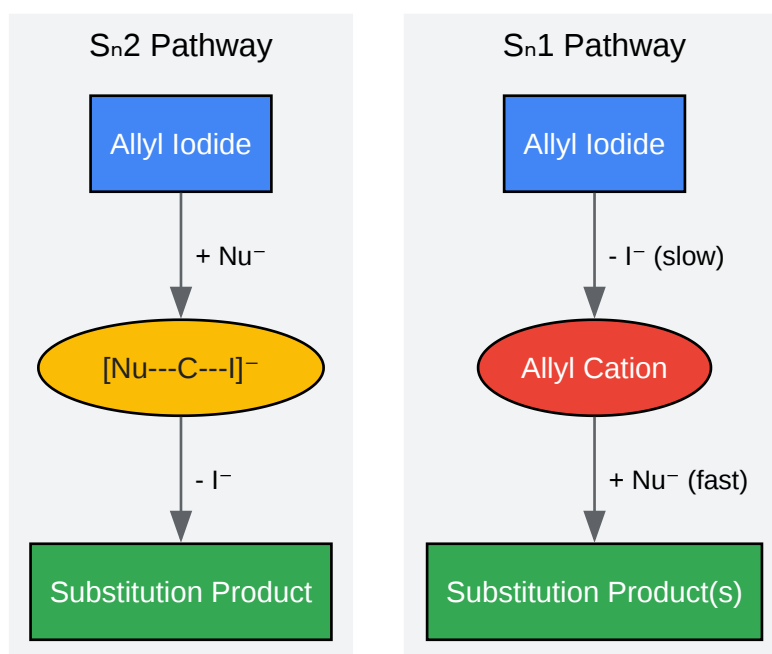 Sₙ2 Pathway
Allyl Iodide
+ Nu⁻
[Nu---C---I]⁻
- I⁻
Substitution Product
Sₙ1 Pathway
Allyl Iodide
- I⁻ (slow)
Allyl Cation
+ Nu⁻ (fast)
Substitution Product(s)